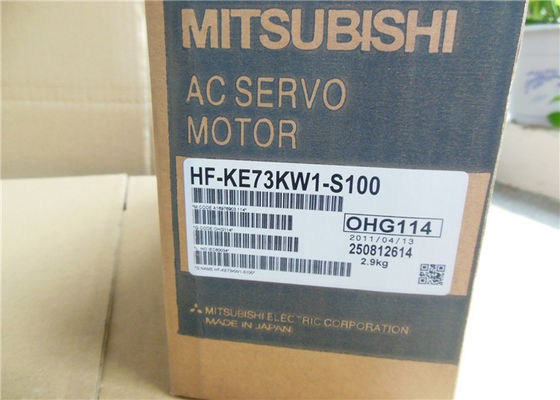 MITSUBISHI
AC SERVO
MOTOR
HF-KE73KW1-S100
OHG114
2011/04/13
250812614
2.9kg
MITSUBISHI ELECTRIC CORPORATION
MADE IN JAPAN